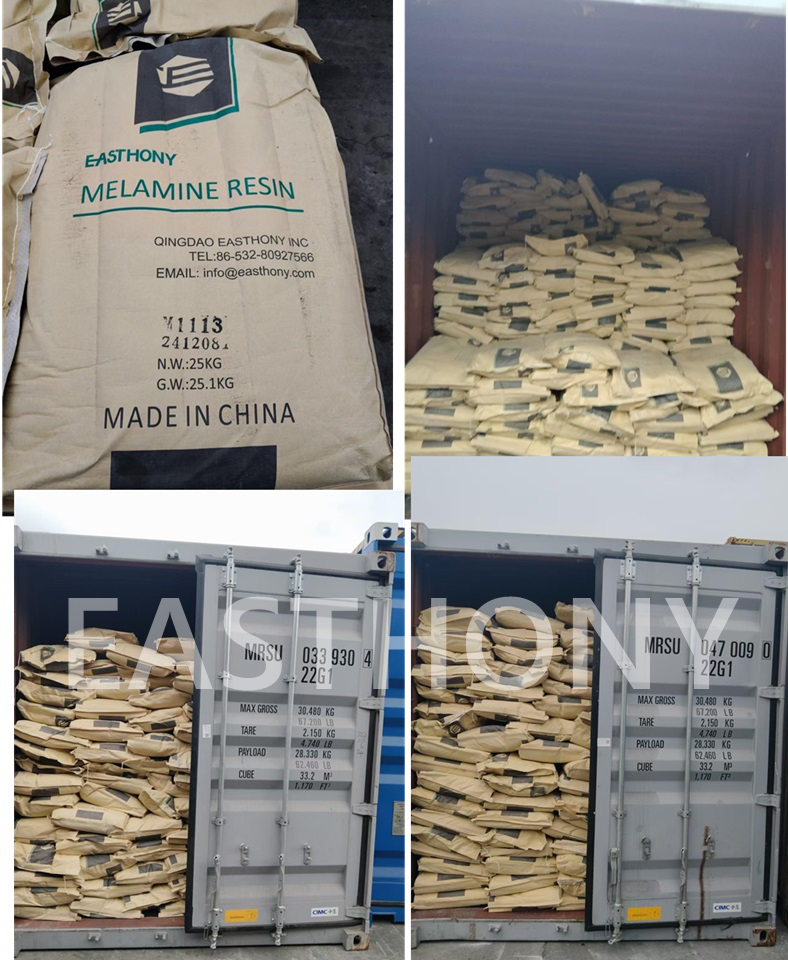 EASTHONY
MELAMINE RESIN
QINGDAO EASTHONY INC
TEL:86-532-80927566
EMAIL: info@easthony.com
M1113
2412081
N.W.:25KG
G.W.:25.1KG
MADE IN CHINA
EASTHONY
MRSU 033 930 4
22G1
MAX GROSS 30.480 KG
67.200 LB
TARE 2.150 KG
4.740 LB
PAYLOAD 28.330 KG
62.460 LB
CUBE 33.2 M³
1.170 FT³
CIMC
MRSU 047 009 0
22G1
MAX GROSS 30.480 KG
67.200 LB
TARE 2.150 KG
4.740 LB
PAYLOAD 28.330 KG
62.460 LB
CUBE 33.2 M³
1.170 FT³
CIMC